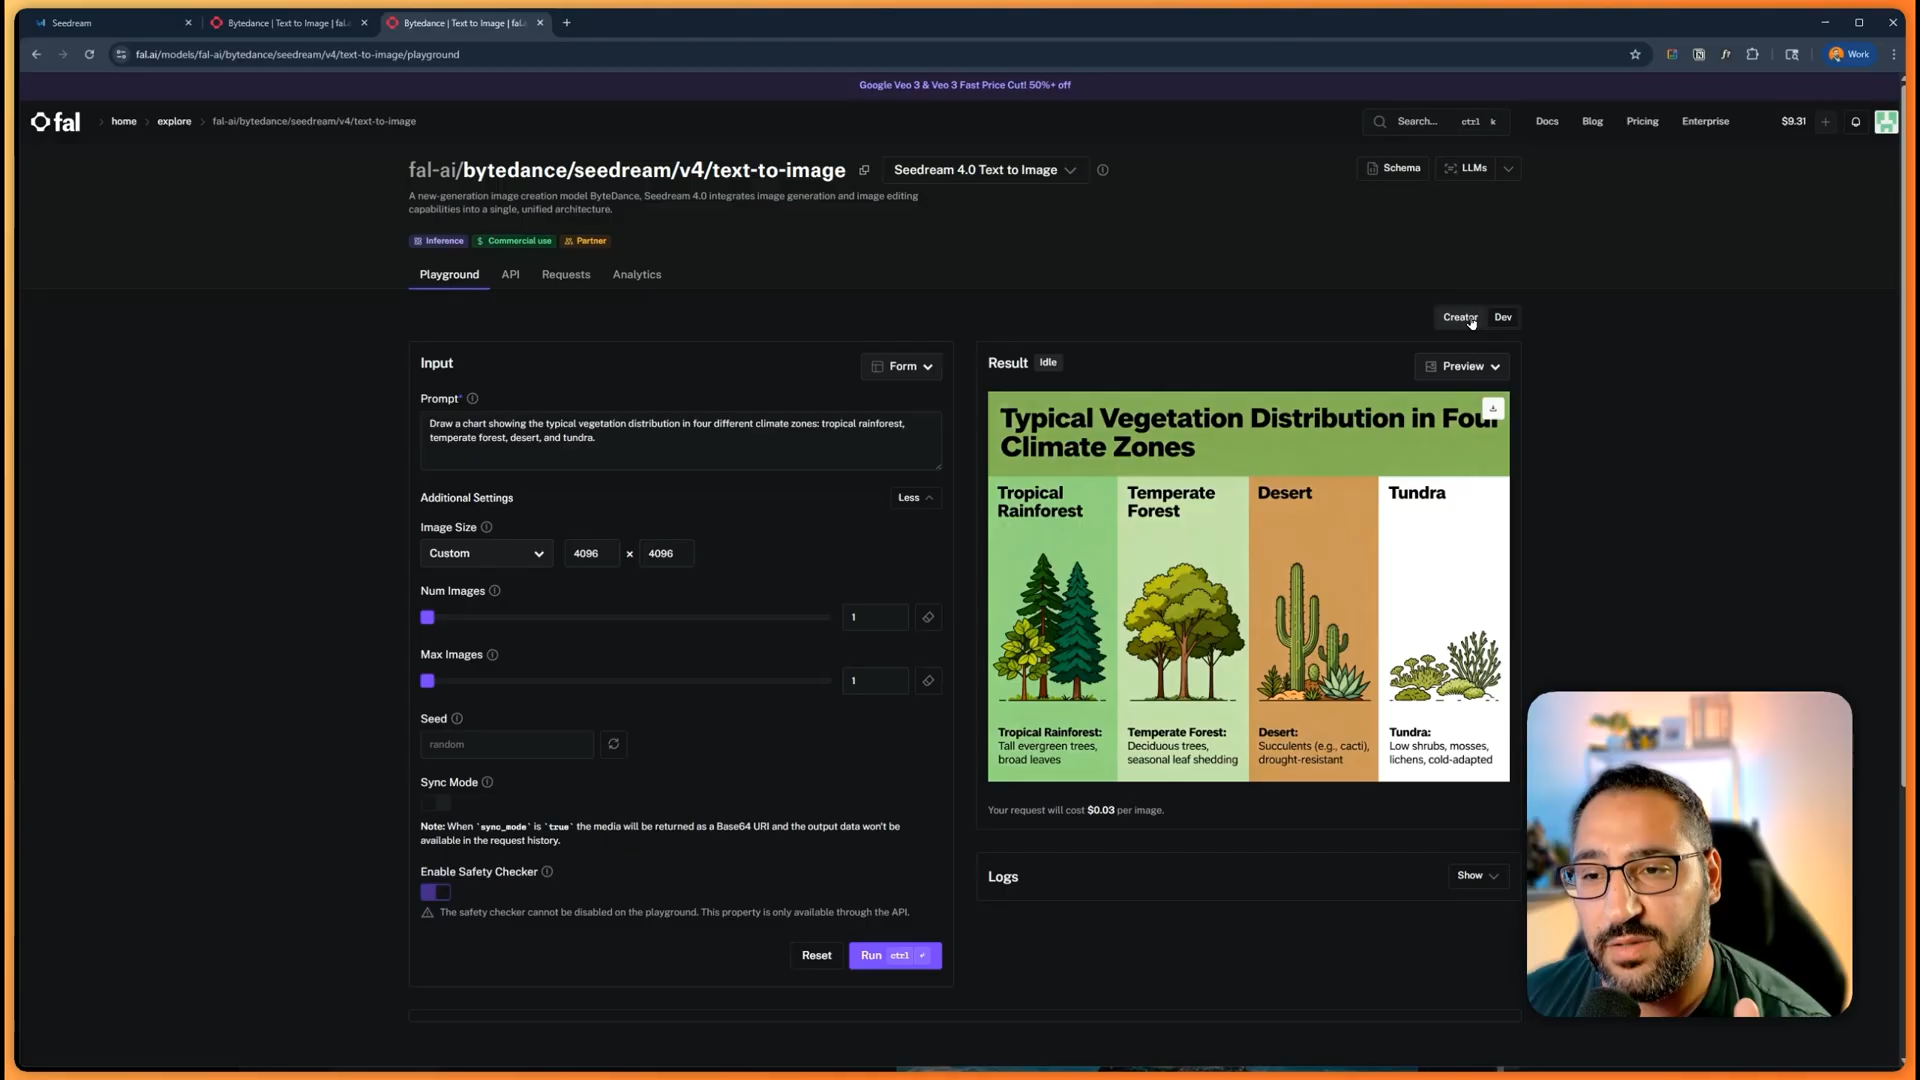 Seedream
Bytedance | Text to Image | fal.
Bytedance | Text to Image | fal.
fal.ai/models/fal-ai/bytedance/seedream/v4/text-to-image/playground
Work
Google Veo 3 & Veo 3 Fast Price Cut! 50%+ off
fal
home
explore
fal-ai/bytedance/seedream/v4/text-to-image
Search...
ctrl k
Docs
Blog
Pricing
Enterprise
$9.31
fal-ai/bytedance/seedream/v4/text-to-image
Seedream 4.0 Text to Image
Schema
LLMs
A new-generation image creation model ByteDance, Seedream 4.0 integrates image generation and image editing
capabilities into a single, unified architecture.
Inference
Commercial use
Partner
Playground
API
Requests
Analytics
Creator
Dev
Input
Form
Prompt*
Draw a chart showing the typical vegetation distribution in four different climate zones: tropical rainforest,
temperate forest, desert, and tundra.
Additional Settings
Less
Image Size
Custom
4096 × 4096
Num Images
1
Max Images
1
Seed
random
Sync Mode
Note: When `sync_mode` is `true` the media will be returned as a Base64 URI and the output data won't be
available in the request history.
Enable Safety Checker
The safety checker cannot be disabled on the playground. This property is only available through the API.
Reset
Run ctrl
Result
Idle
Preview
Typical Vegetation Distribution in Four
Climate Zones
Tropical
Rainforest
Temperate
Forest
Desert
Tundra
Tropical Rainforest:
Tall evergreen trees,
broad leaves
Temperate Forest:
Deciduous trees,
seasonal leaf shedding
Desert:
Succulents (e.g., cacti),
drought-resistant
Tundra:
Low shrubs, mosses,
lichens, cold-adapted
Your request will cost $0.03 per image.
Logs
Show